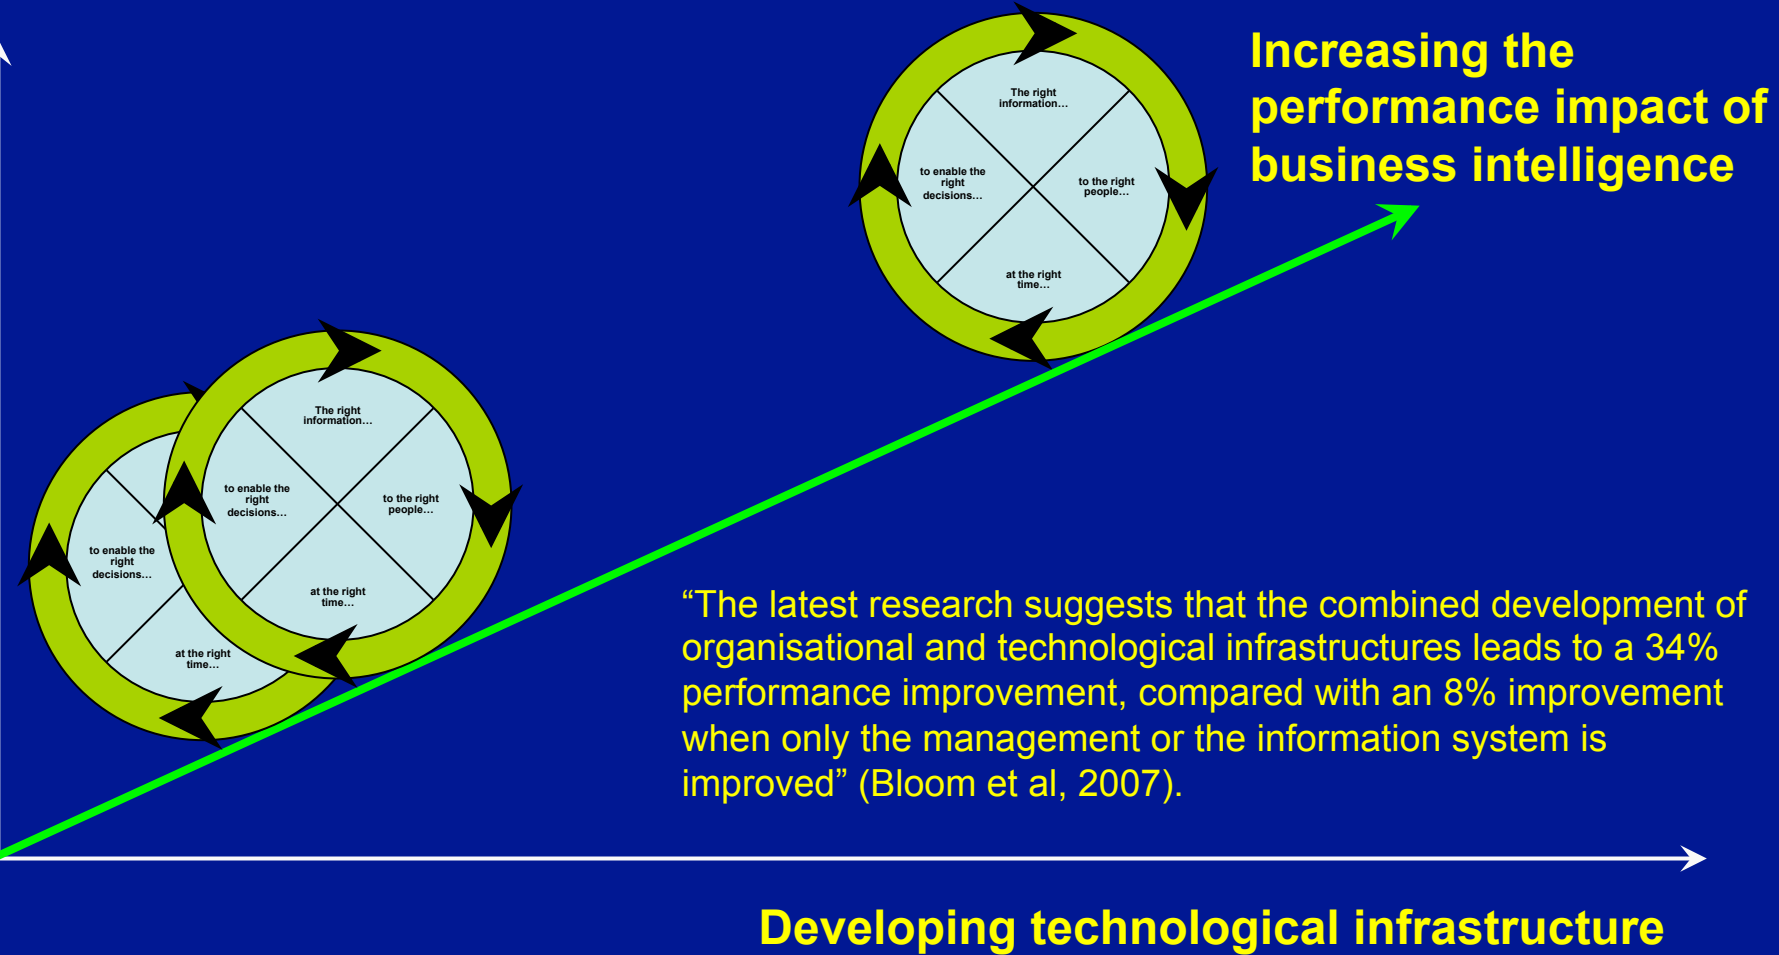 Increasing the
performance impact of
business intelligence
The right
information…
to the right
people…
at the right
time…
to enable the
right
decisions…
The right
information…
to the right
people…
at the right
time…
to enable the
right
decisions…
to enable the
right
decisions…
at the right
time…
“The latest research suggests that the combined development of
organisational and technological infrastructures leads to a 34%
performance improvement, compared with an 8% improvement
when only the management or the information system is
improved” (Bloom et al, 2007).
Developing technological infrastructure